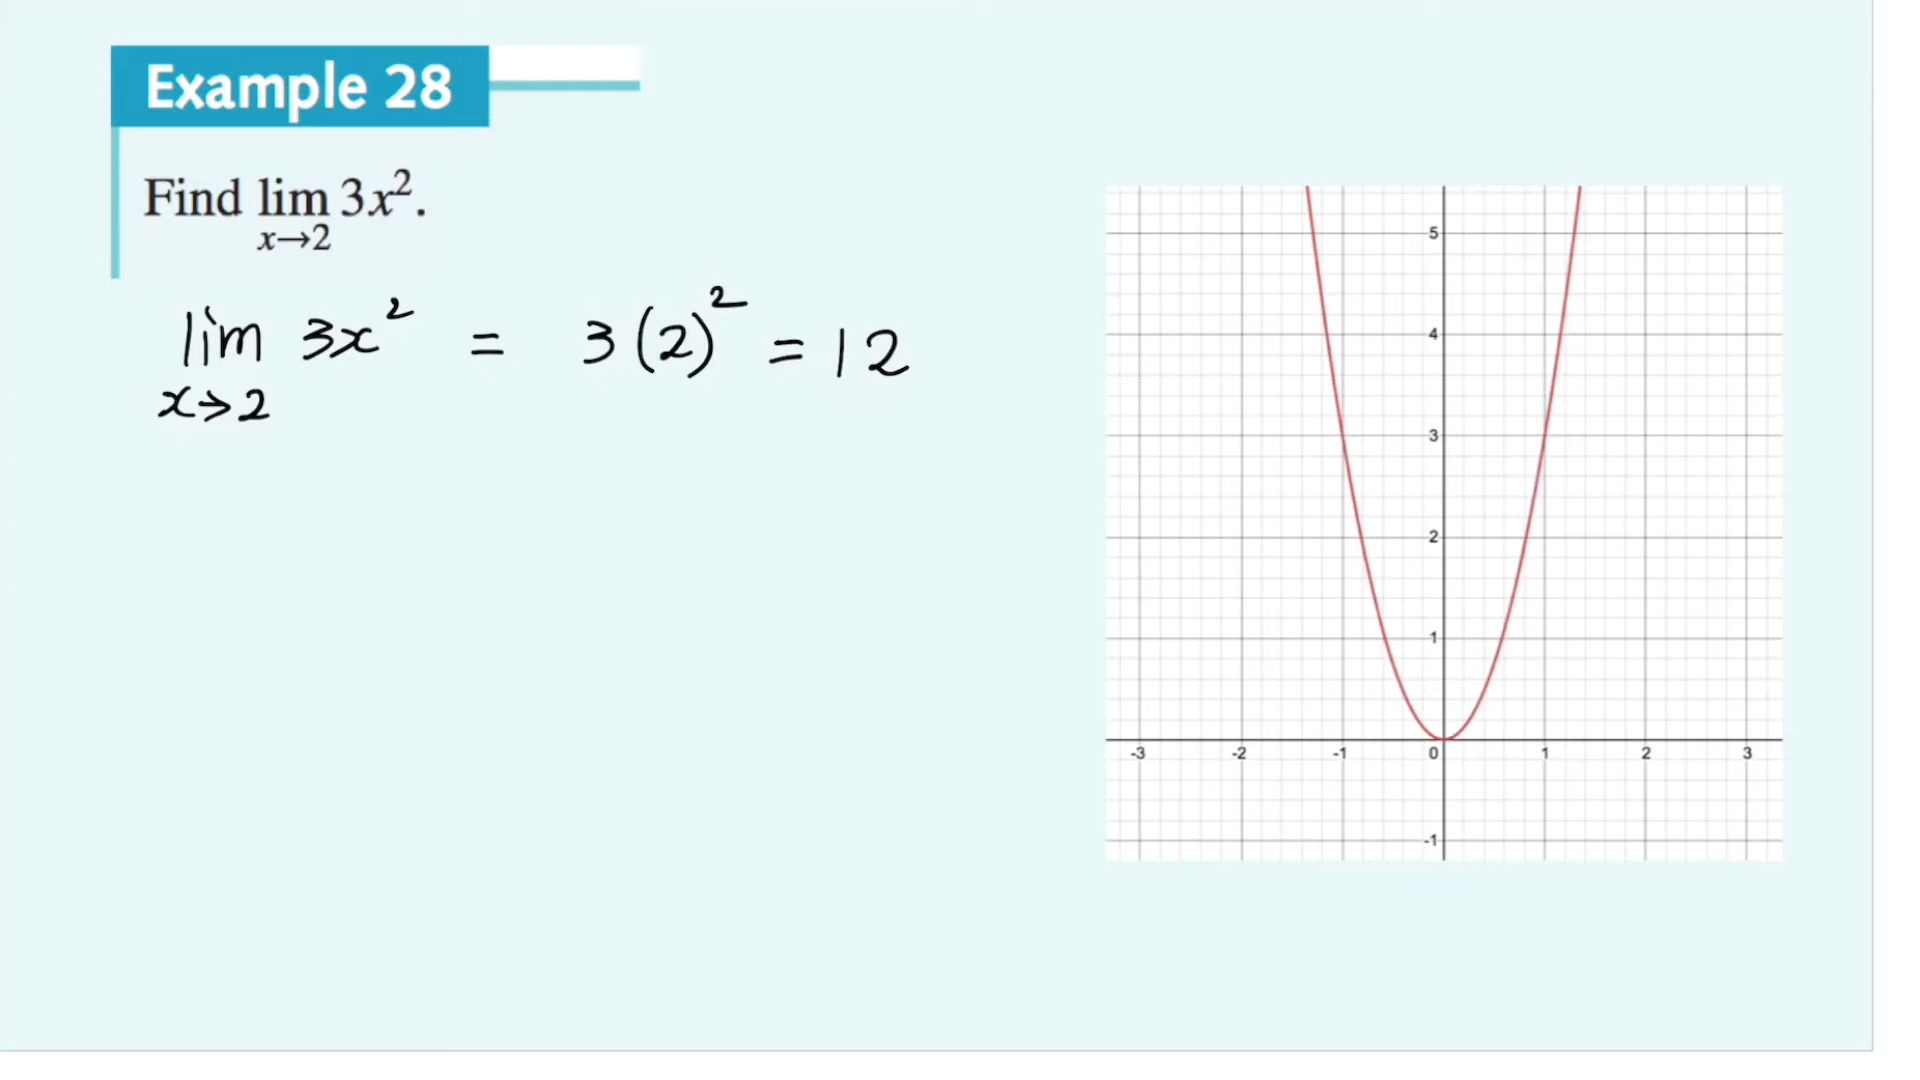 Example 28
Find lim 3x².
x→2
lim 3x² = 3(2)² = 12
x→2
5
4
3
2
1
-3 -2 -1 0 1 2 3
-1